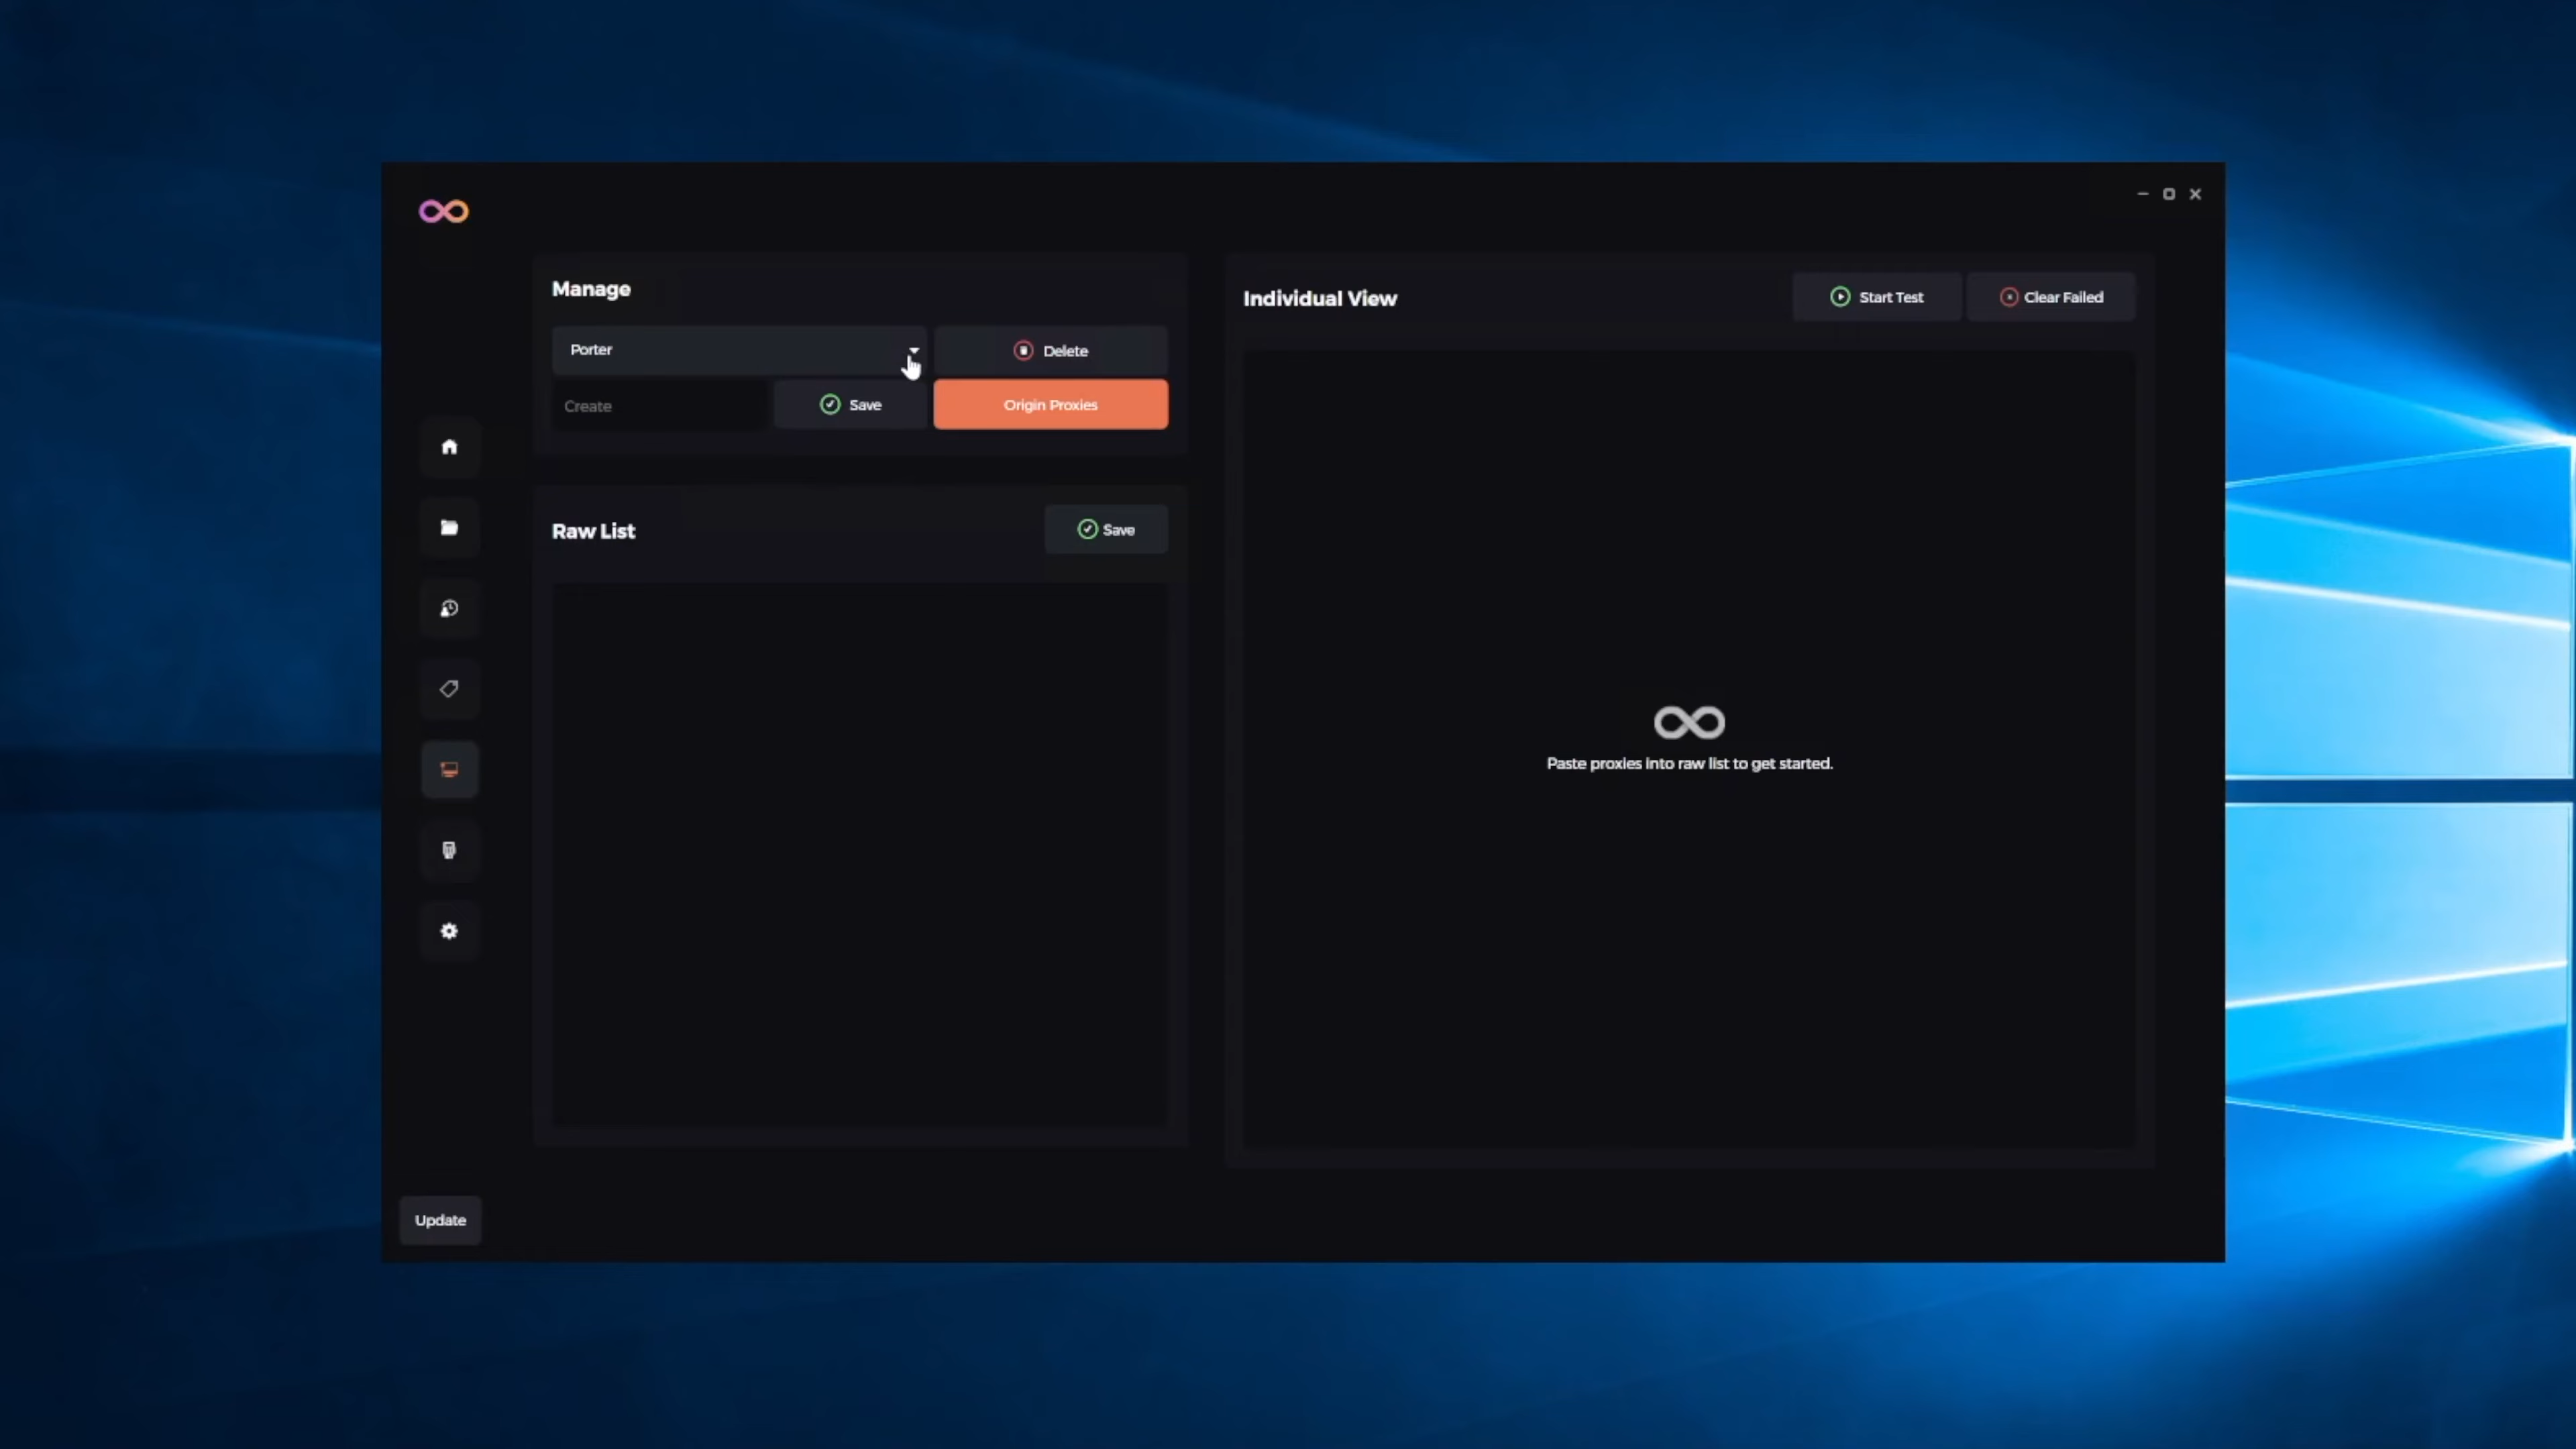 Manage
Porter
Delete
Create
Save
Origin Proxies
Raw List
Save
Individual View
Start Test
Clear Failed
Paste proxies into raw list to get started.
Update